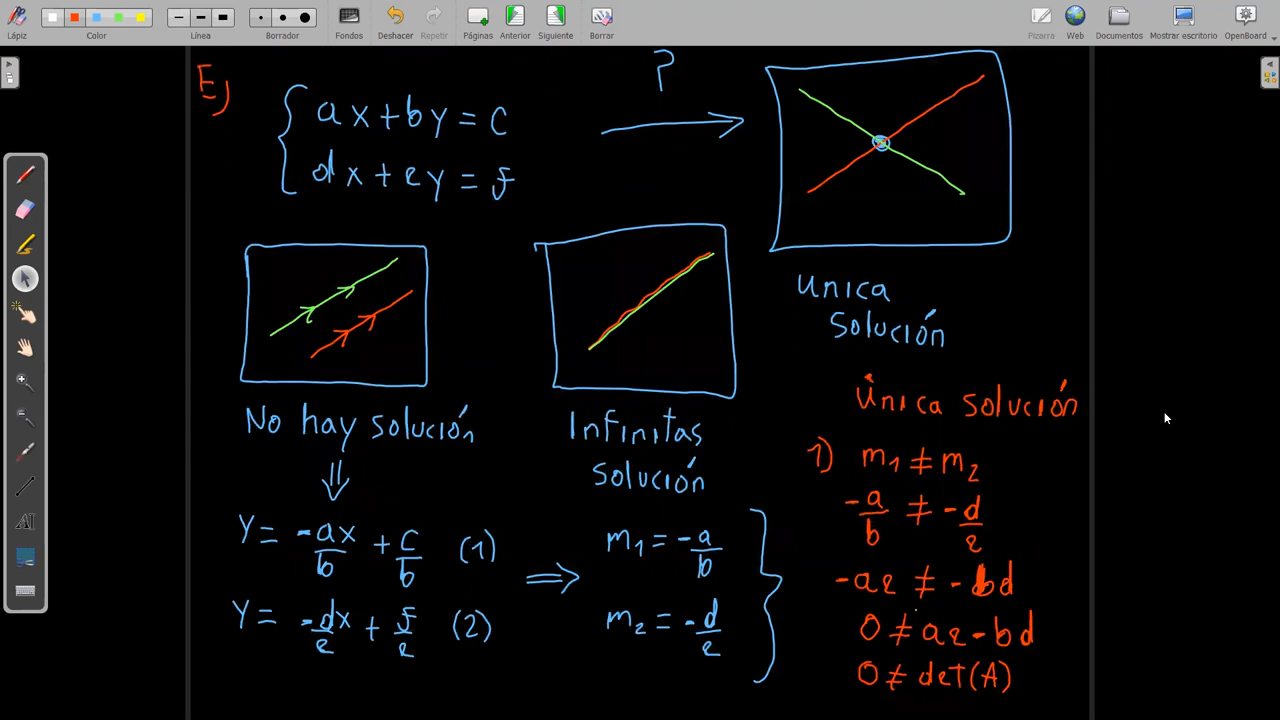 Lápiz Color Línea Borrador Fondos Deshacer Repetir Páginas Anterior Siguiente Borrar Pizarra Web Documentos Mostrar escritorio OpenBoard
E)
ax + by = c
dx + ey = f
?
unica
solución
No hay solución
Infinitas
solución
única solución
1) m₁ ≠ m₂
-a/b ≠ -d/e
-ae ≠ -bd
0 ≠ ae - bd
0 ≠ det(A)
⇓
Y = -ax/b + c/b (1) ⇒ m₁ = -a/b
Y = -dx/e + f/e (2) m₂ = -d/e